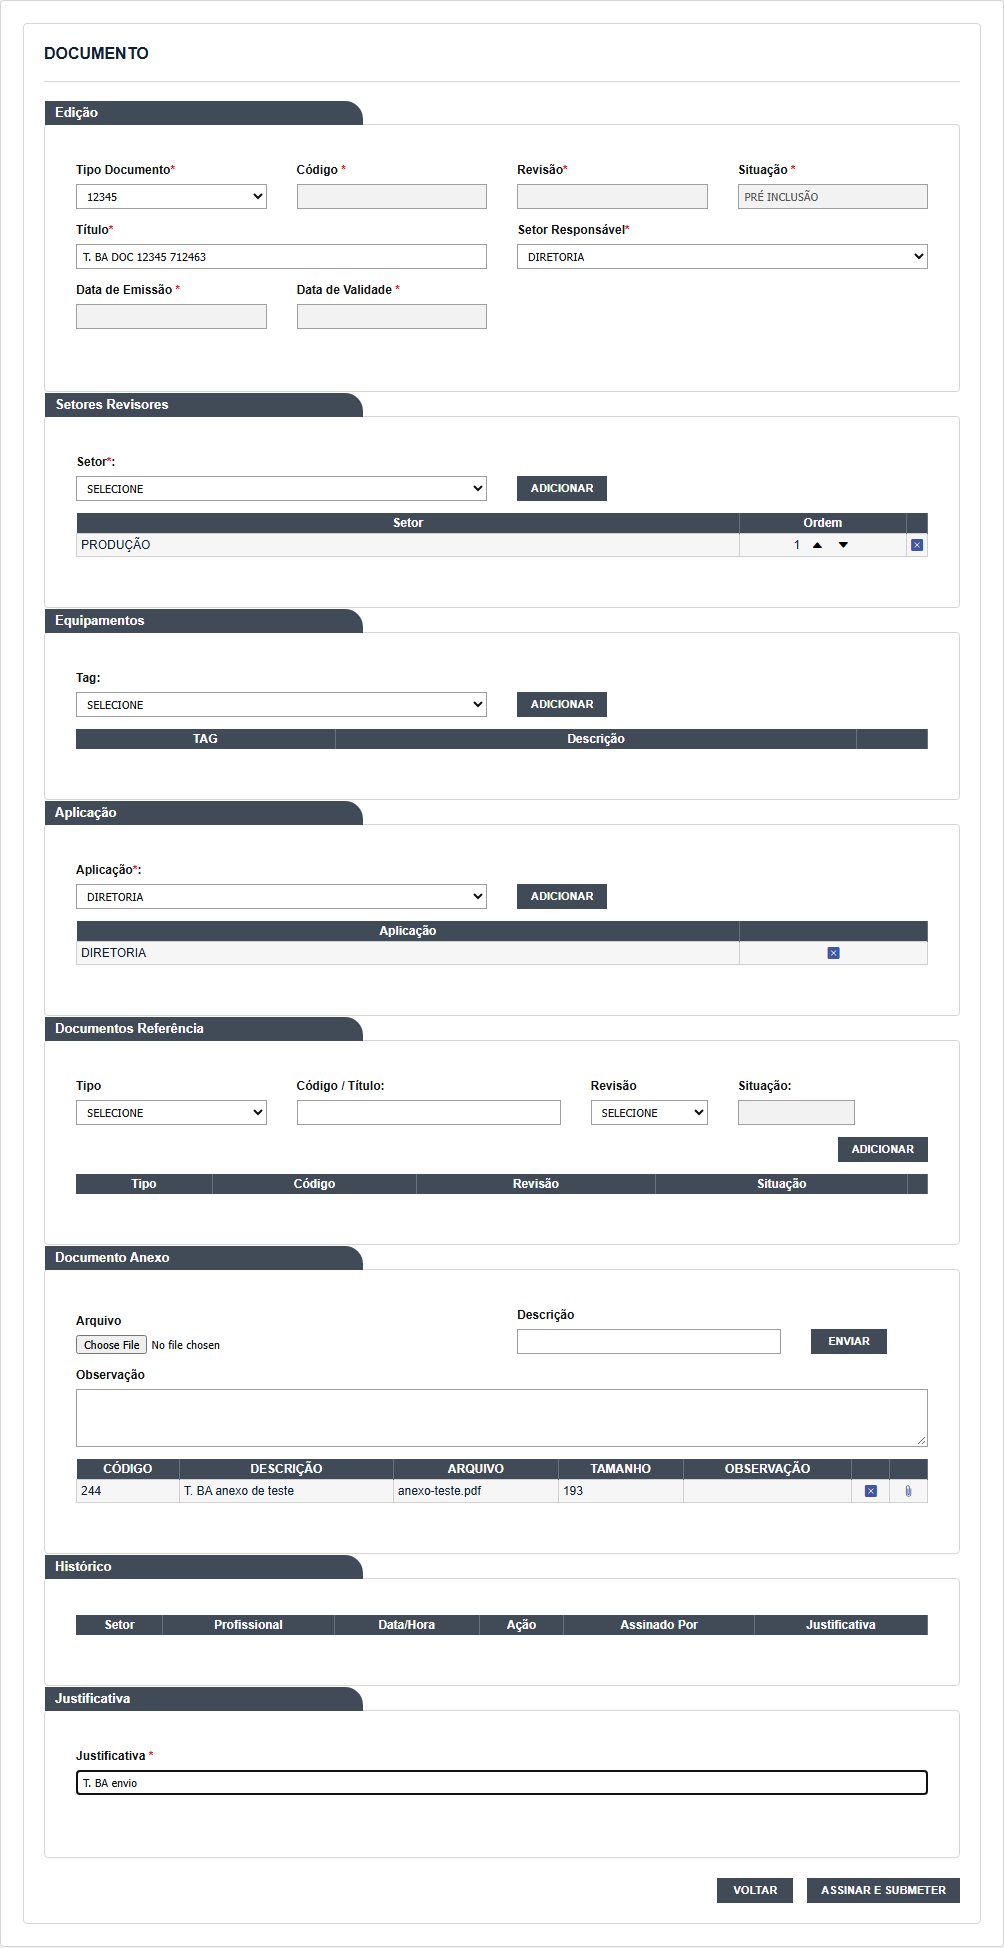 DOCUMENTO
Edição
Tipo Documento* Código * Revisão* Situação *
12345 PRÉ INCLUSÃO
Título* Setor Responsável*
T. BA DOC 12345 712463 DIRETORIA
Data de Emissão * Data de Validade *
Setores Revisores
Setor*:
SELECIONE ADICIONAR
Setor Ordem
PRODUÇÃO 1
Equipamentos
Tag:
SELECIONE ADICIONAR
TAG Descrição
Aplicação
Aplicação*:
DIRETORIA ADICIONAR
Aplicação
DIRETORIA
Documentos Referência
Tipo Código / Título: Revisão Situação:
SELECIONE SELECIONE
ADICIONAR
Tipo Código Revisão Situação
Documento Anexo
Arquivo Descrição
Choose File No file chosen ENVIAR
Observação
CÓDIGO DESCRIÇÃO ARQUIVO TAMANHO OBSERVAÇÃO
244 T. BA anexo de teste anexo-teste.pdf 193
Histórico
Setor Profissional Data/Hora Ação Assinado Por Justificativa
Justificativa
Justificativa *
T. BA envio
VOLTAR ASSINAR E SUBMETER